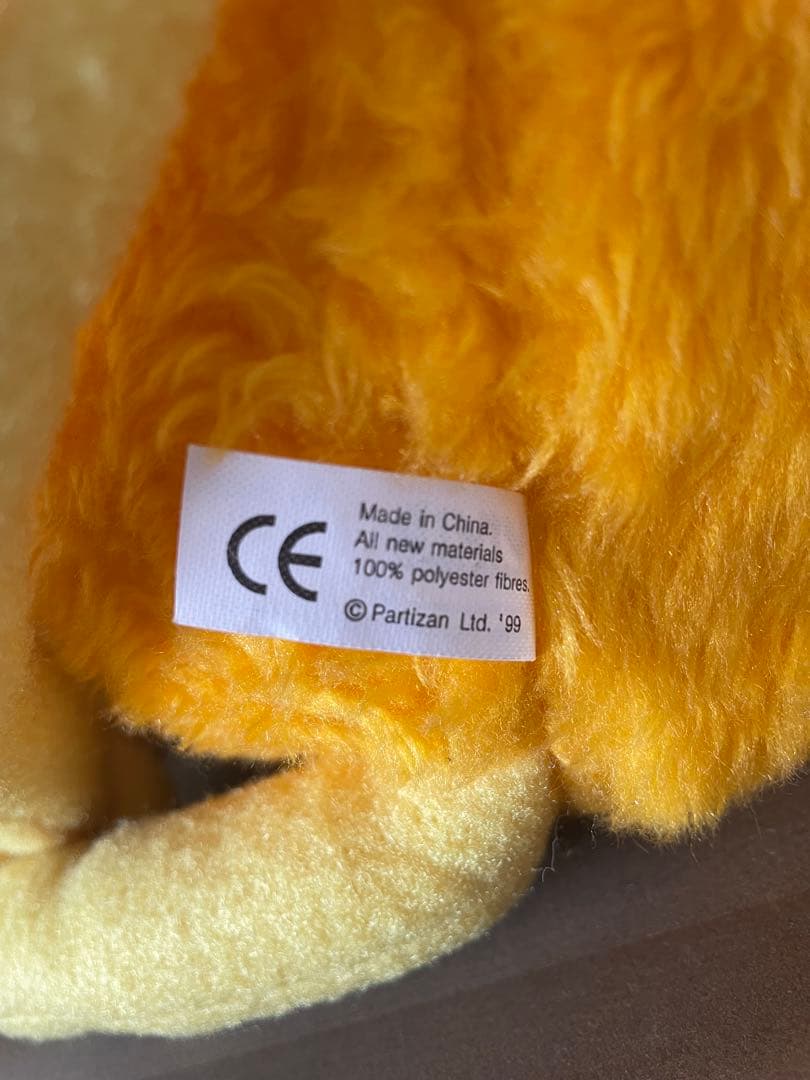 CE
Made in China.
All new materials
100% polyester fibres.
© Partizan Ltd. '99